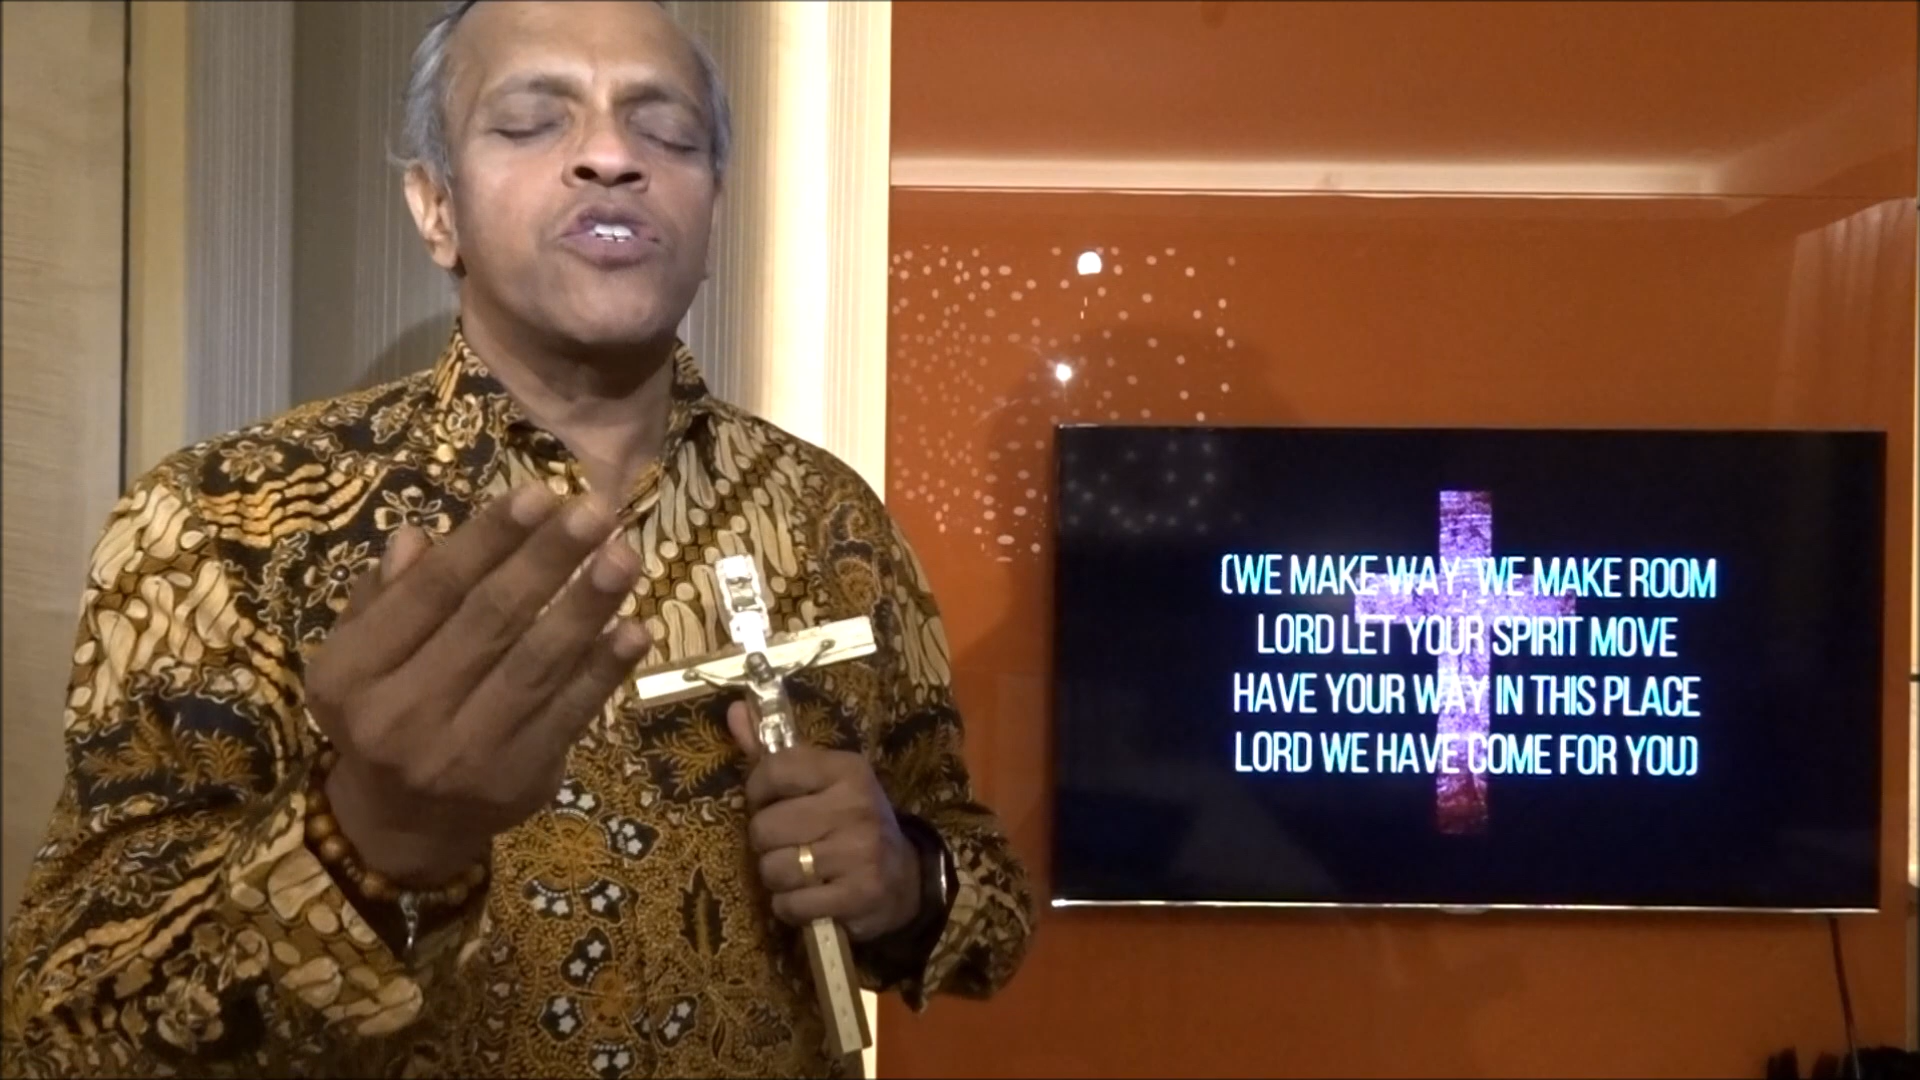 (WE MAKE WAY, WE MAKE ROOM
LORD LET YOUR SPIRIT MOVE
HAVE YOUR WAY IN THIS PLACE
LORD WE HAVE COME FOR YOU)